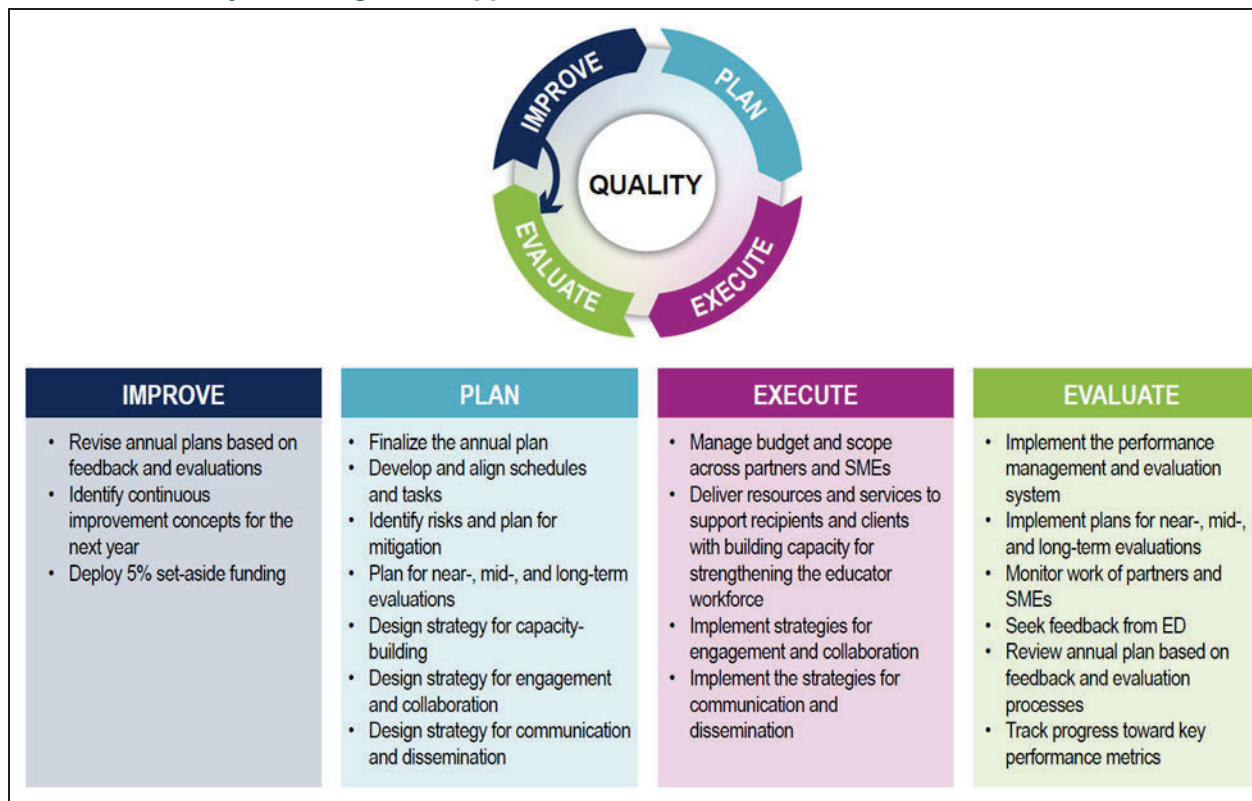 IMPROVE
PLAN
QUALITY
EVALUATE
EXECUTE
IMPROVE
• Revise annual plans based on
feedback and evaluations
• Identify continuous
improvement concepts for the
next year
• Deploy 5% set-aside funding
PLAN
• Finalize the annual plan
• Develop and align schedules
and tasks
• Identify risks and plan for
mitigation
• Plan for near-, mid-, and long-term
evaluations
• Design strategy for capacity-
building
• Design strategy for engagement
and collaboration
• Design strategy for communication
and dissemination
EXECUTE
• Manage budget and scope
across partners and SMEs
• Deliver resources and services to
support recipients and clients
with building capacity for
strengthening the educator
workforce
• Implement strategies for
engagement and collaboration
• Implement the strategies for
communication and
dissemination
EVALUATE
• Implement the performance
management and evaluation
system
• Implement plans for near-, mid-,
and long-term evaluations
• Monitor work of partners and
SMEs
• Seek feedback from ED
• Review annual plan based on
feedback and evaluation
processes
• Track progress toward key
performance metrics